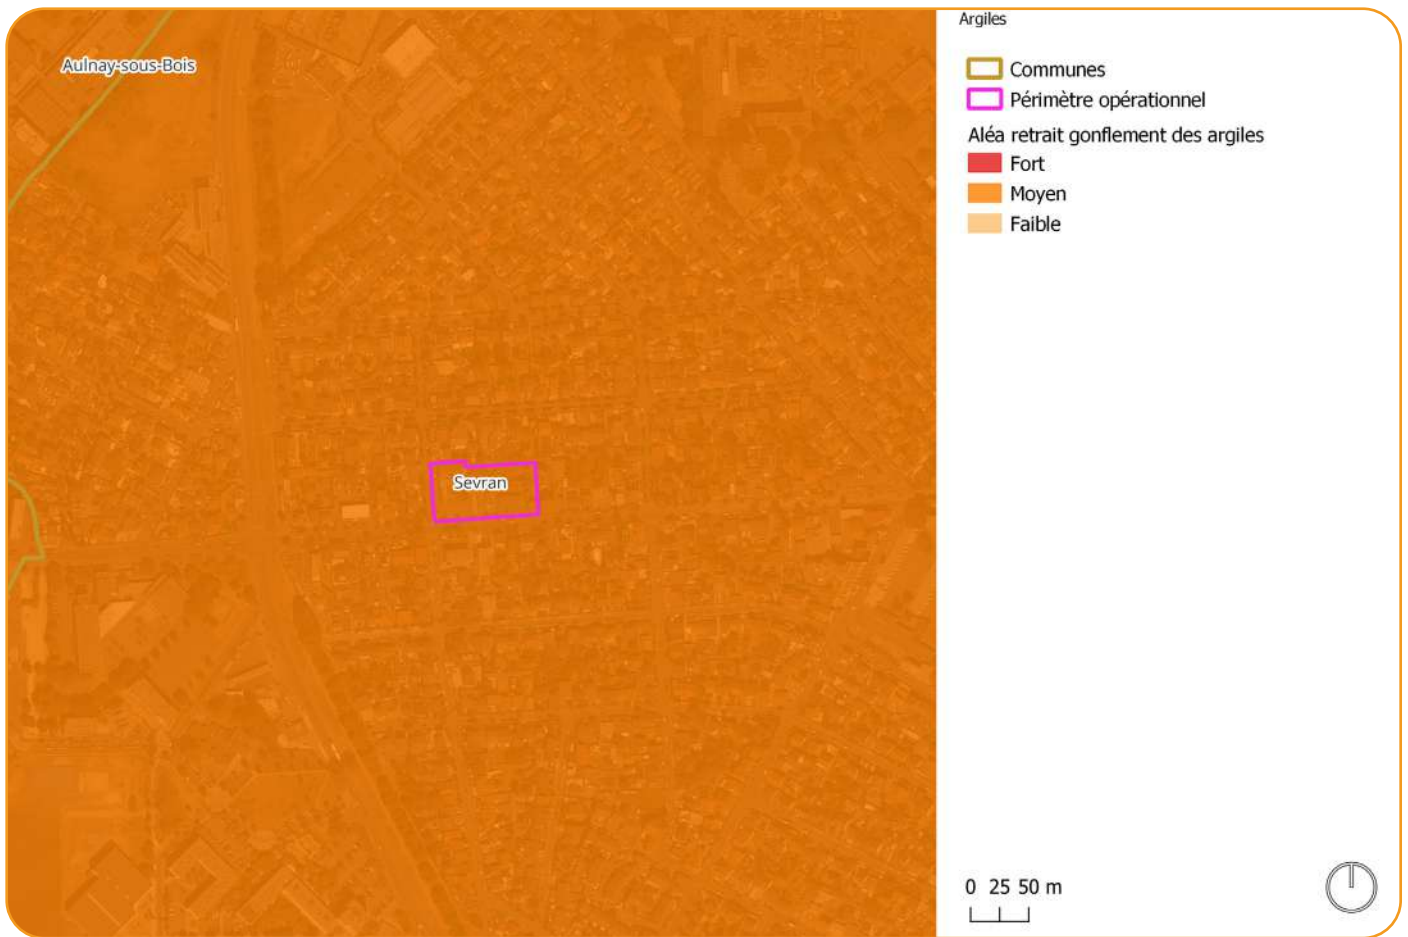 Argiles
Aulnay-sous-Bois
Communes
Périmètre opérationnel
Aléa retrait gonflement des argiles
Fort
Moyen
Faible
Sevran
0 25 50 m